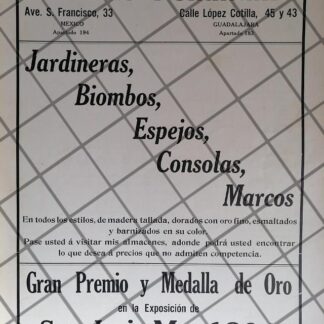 Ave. S. Francisco, 33
MEXICO
Apartado 194
Calle López Cotilla, 45 y 43
GUADALAJARA
Apartado 183
Jardineras,
Biombos,
Espejos,
Consolas,
Marcos
En todos los estilos, de madera tallada, dorados con oro fino, esmaltados
y barnizados en su color.
Pase usted á visitar mis almacenes, adonde podrá usted encontrar
lo que desea á precios que no admiten competencia.
Gran Premio y Medalla de Oro
en la Exposición de